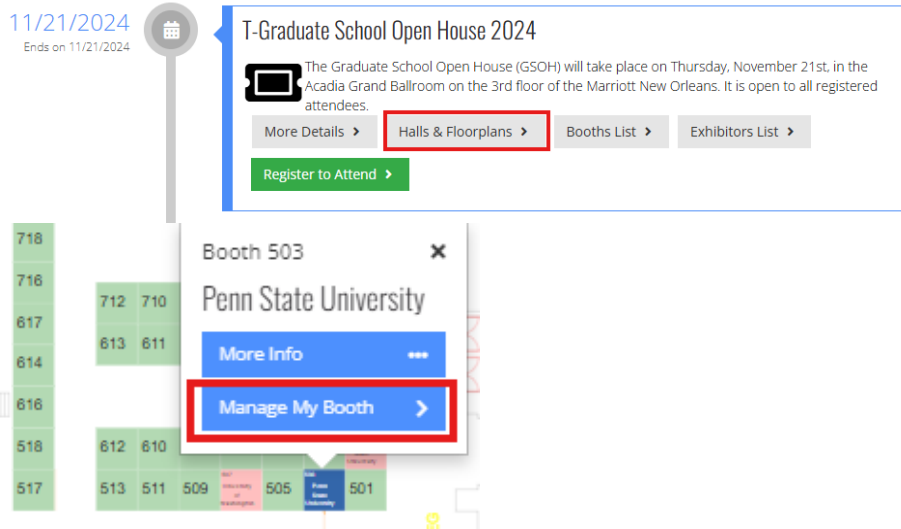 11/21/2024
Ends on 11/21/2024
T-Graduate School Open House 2024
The Graduate School Open House (GSOH) will take place on Thursday, November 21st, in the
Acadia Grand Ballroom on the 3rd floor of the Marriott New Orleans. It is open to all registered
attendees.
More Details > Halls & Floorplans > Booths List > Exhibitors List >
Register to Attend >
718
716
617
614
616
518
517
712 710
613 611
612 610
513 511 509 505 501
Booth 503
Penn State University
More Info •••
Manage My Booth >
Penn
State
University